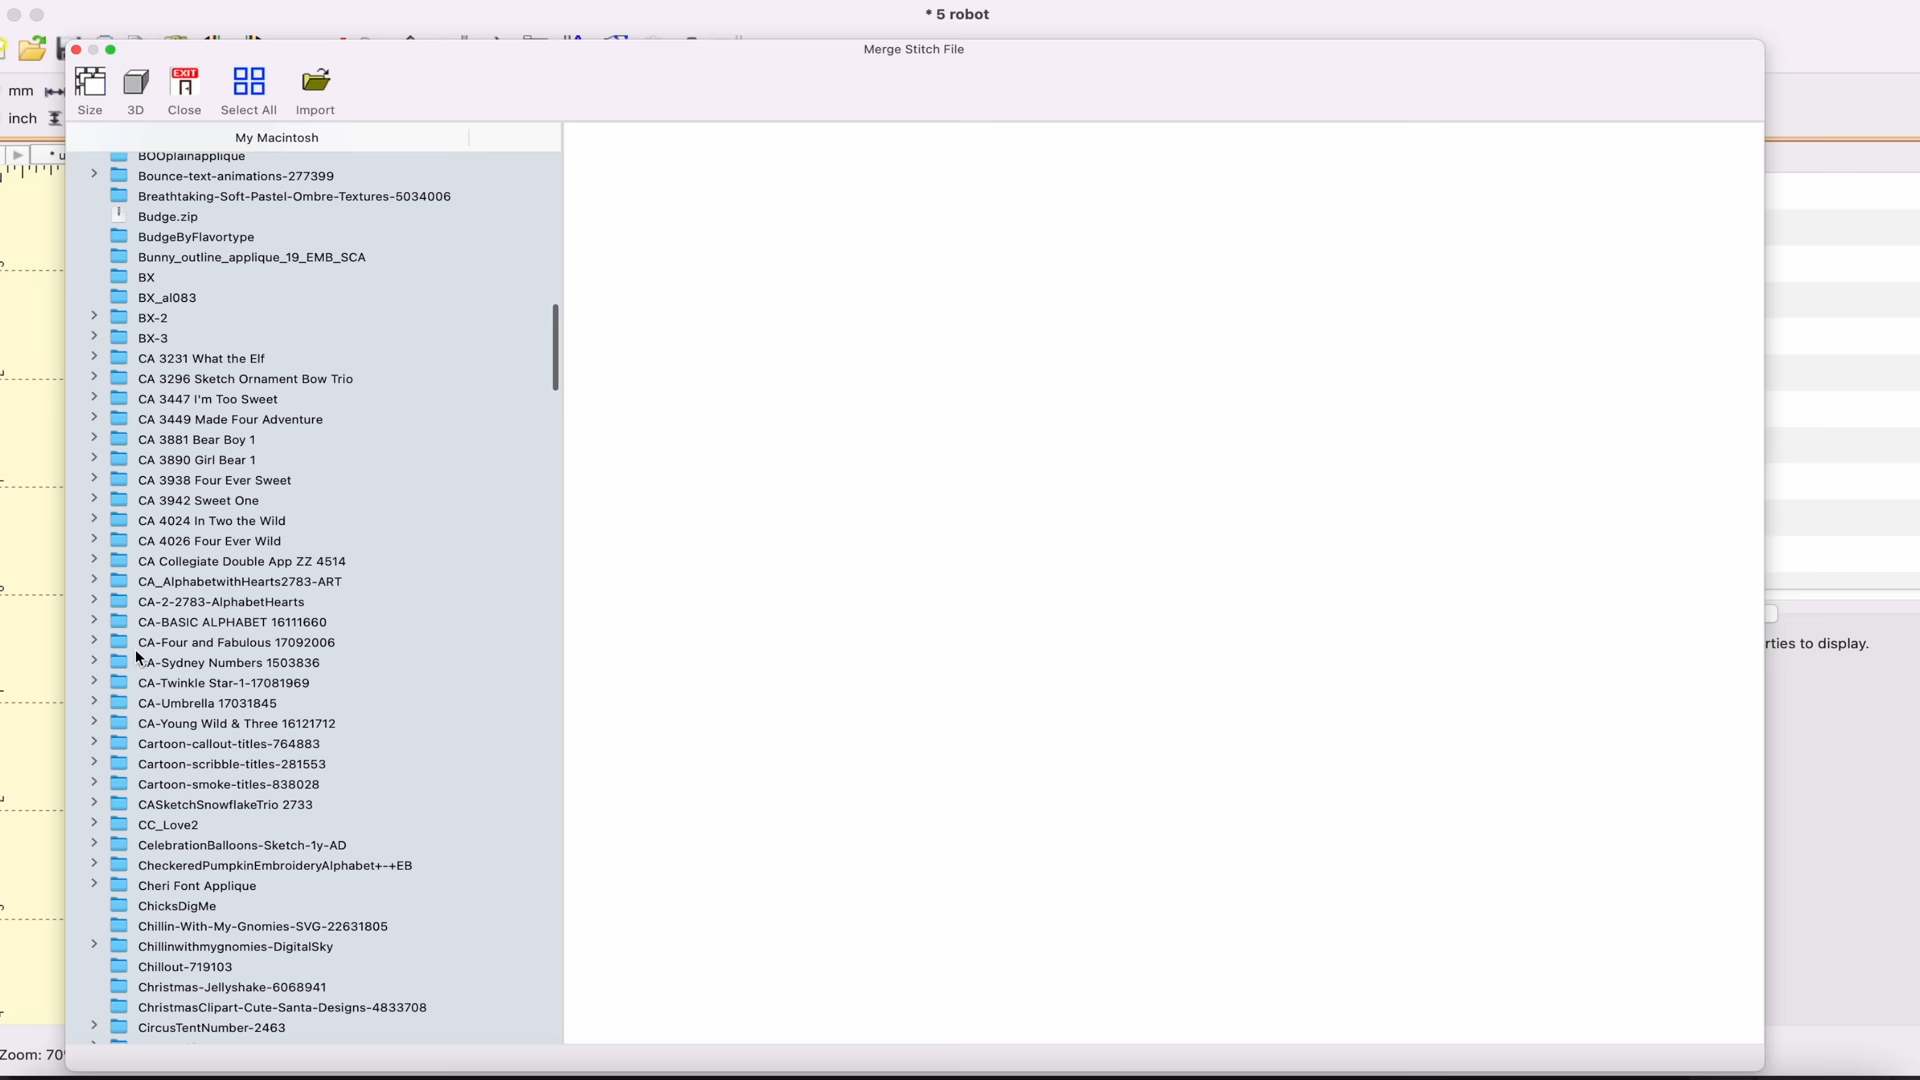 * 5 robot
Merge Stitch File
Size
3D
EXIT
Close
Select All
Import
mm
inch
My Macintosh
BOOplainapplique
Bounce-text-animations-277399
Breathtaking-Soft-Pastel-Ombre-Textures-5034006
Budge.zip
BudgeByFlavortype
Bunny_outline_applique_19_EMB_SCA
BX
BX_al083
BX-2
BX-3
CA 3231 What the Elf
CA 3296 Sketch Ornament Bow Trio
CA 3447 I'm Too Sweet
CA 3449 Made Four Adventure
CA 3881 Bear Boy 1
CA 3890 Girl Bear 1
CA 3938 Four Ever Sweet
CA 3942 Sweet One
CA 4024 In Two the Wild
CA 4026 Four Ever Wild
CA Collegiate Double App ZZ 4514
CA_AlphabetwithHearts2783-ART
CA-2-2783-AlphabetHearts
CA-BASIC ALPHABET 16111660
CA-Four and Fabulous 17092006
CA-Sydney Numbers 1503836
CA-Twinkle Star-1-17081969
CA-Umbrella 17031845
CA-Young Wild & Three 16121712
Cartoon-callout-titles-764883
Cartoon-scribble-titles-281553
Cartoon-smoke-titles-838028
CASketchSnowflakeTrio 2733
CC_Love2
CelebrationBalloons-Sketch-1y-AD
CheckeredPumpkinEmbroideryAlphabet+-+EB
Cheri Font Applique
ChicksDigMe
Chillin-With-My-Gnomies-SVG-22631805
Chillinwithmygnomies-DigitalSky
Chillout-719103
Christmas-Jellyshake-6068941
ChristmasClipart-Cute-Santa-Designs-4833708
CircusTentNumber-2463
rties to display.
Zoom: 70